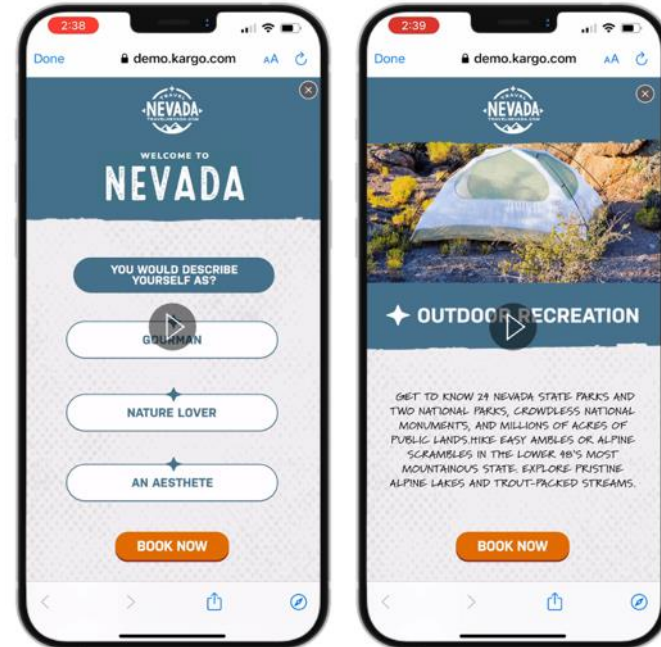 2:38
Done
demo.kargo.com
AA
TRAVEL
NEVADA
TRAVELNEVADA.COM
WELCOME TO
NEVADA
YOU WOULD DESCRIBE
YOURSELF AS?
GOURMAN
NATURE LOVER
AN AESTHETE
BOOK NOW
2:39
Done
demo.kargo.com
AA
TRAVEL
NEVADA
TRAVELNEVADA.COM
OUTDOOR RECREATION
GET TO KNOW 24 NEVADA STATE PARKS AND
TWO NATIONAL PARKS, CROWDLESS NATIONAL
MONUMENTS, AND MILLIONS OF ACRES OF
PUBLIC LANDS.HIKE EASY AMBLES OR ALPINE
SCRAMBLES IN THE LOWER 48'S MOST
MOUNTAINOUS STATE. EXPLORE PRISTINE
ALPINE LAKES AND TROUT-PACKED STREAMS.
BOOK NOW